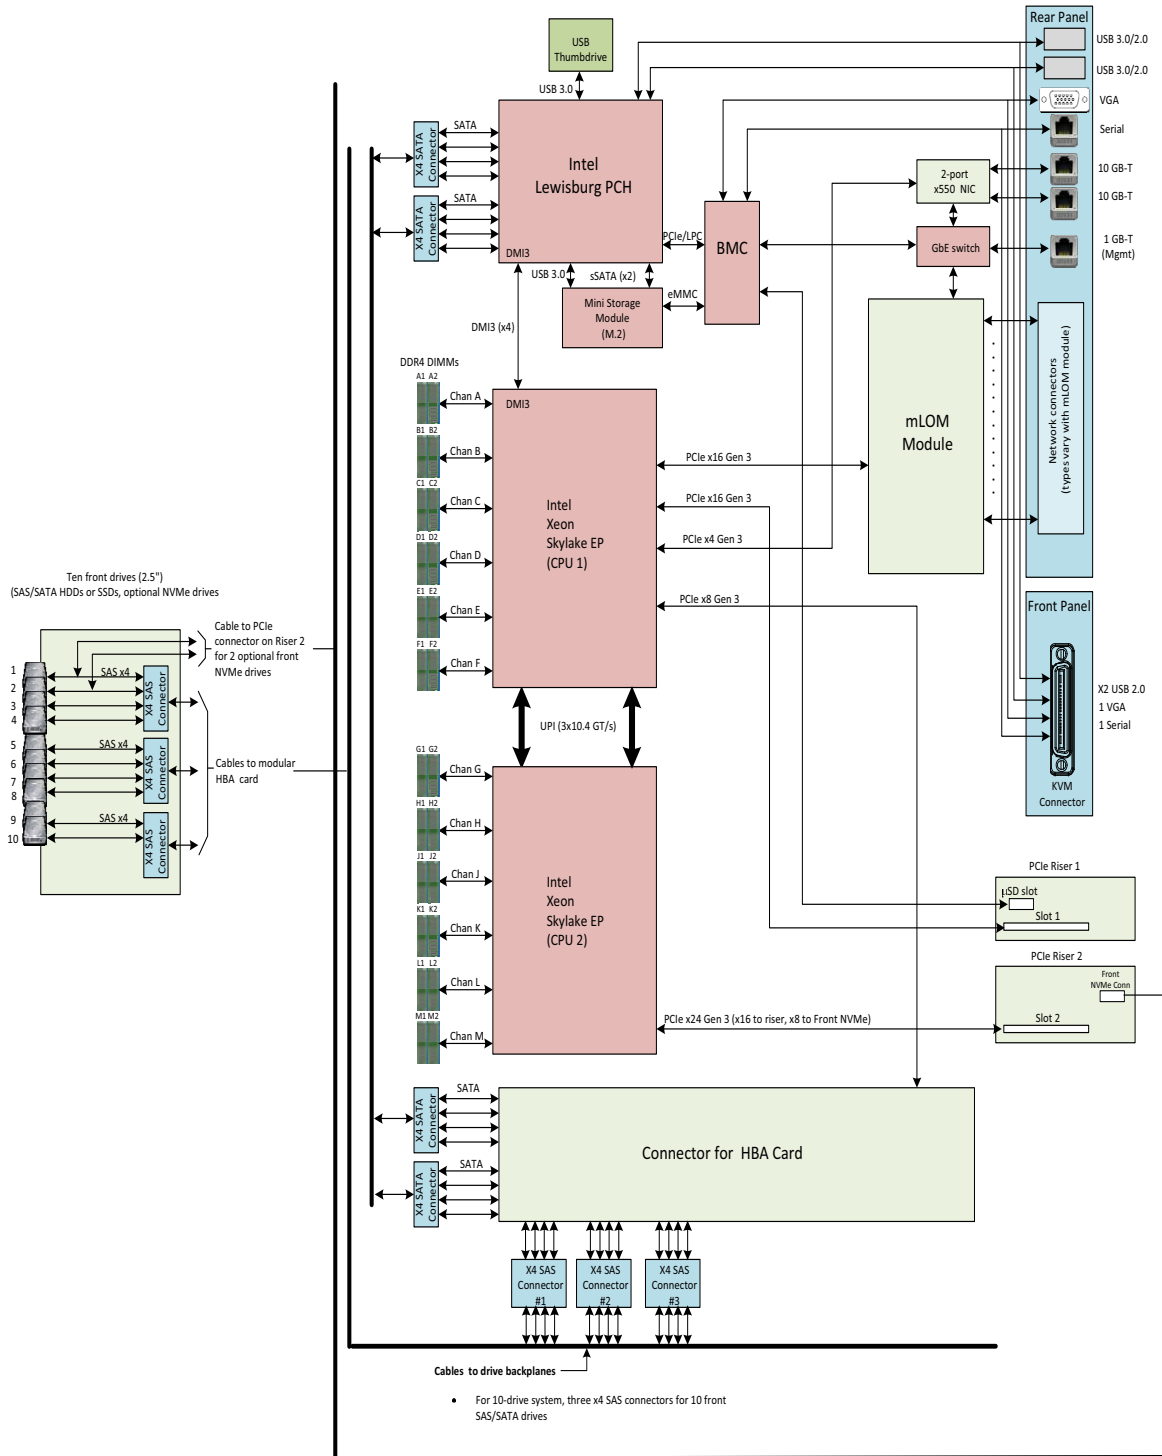 Rear Panel
USB 3.0/2.0
USB 3.0/2.0
VGA
Serial
10 GB-T
10 GB-T
1 GB-T
(Mgmt)
Network connectors
(types vary with mLOM module)
USB
Thumbdrive
USB 3.0
X4 SATA
Connector
SATA
X4 SATA
Connector
SATA
Intel
Lewisburg PCH
DMI3
PCIe/LPC
BMC
2-port
x550 NIC
GbE switch
USB 3.0
sSATA (x2)
Mini Storage
Module
(M.2)
eMMC
DMI3 (x4)
mLOM
Module
DDR4 DIMMs
A1 A2
Chan A
B1 B2
Chan B
C1 C2
Chan C
D1 D2
Chan D
E1 E2
Chan E
F1 F2
Chan F
DMI3
Intel
Xeon
Skylake EP
(CPU 1)
PCIe x16 Gen 3
PCIe x16 Gen 3
PCIe x4 Gen 3
PCIe x8 Gen 3
UPI (3x10.4 GT/s)
Front Panel
X2 USB 2.0
1 VGA
1 Serial
KVM
Connector
Ten front drives (2.5")
(SAS/SATA HDDs or SSDs, optional NVMe drives
Cable to PCIe
connector on Riser 2
for 2 optional front
NVMe drives
1
2
3
4
5
6
7
8
9
10
SAS x4
X4 SAS
Connector
SAS x4
X4 SAS
Connector
SAS x4
X4 SAS
Connector
Cables to modular
HBA card
G1 G2
Chan G
H1 H2
Chan H
J1 J2
Chan J
K1 K2
Chan K
L1 L2
Chan L
M1 M2
Chan M
Intel
Xeon
Skylake EP
(CPU 2)
PCIe x24 Gen 3 (x16 to riser, x8 to Front NVMe)
PCIe Riser 1
µSD slot
Slot 1
PCIe Riser 2
Front
NVMe Conn
Slot 2
X4 SATA
Connector
SATA
X4 SATA
Connector
SATA
Connector for HBA Card
X4 SAS
Connector
#1
X4 SAS
Connector
#2
X4 SAS
Connector
#3
Cables to drive backplanes
• For 10-drive system, three x4 SAS connectors for 10 front
SAS/SATA drives